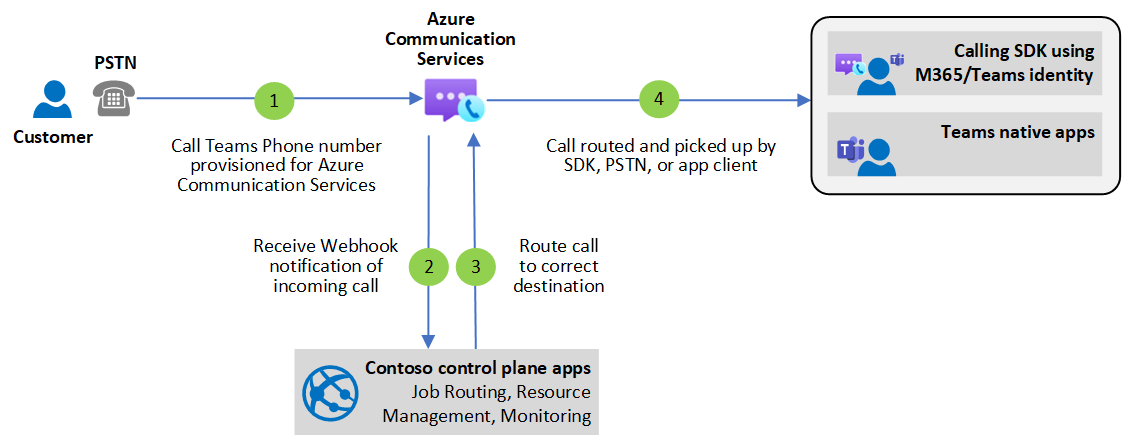 Azure
Communication
Services
PSTN
Customer
1
Call Teams Phone number
provisioned for Azure
Communication Services
4
Call routed and picked up by
SDK, PSTN, or app client
Calling SDK using
M365/Teams identity
Teams native apps
Receive Webhook
notification of
incoming call
2
3
Route call
to correct
destination
Contoso control plane apps
Job Routing, Resource
Management, Monitoring